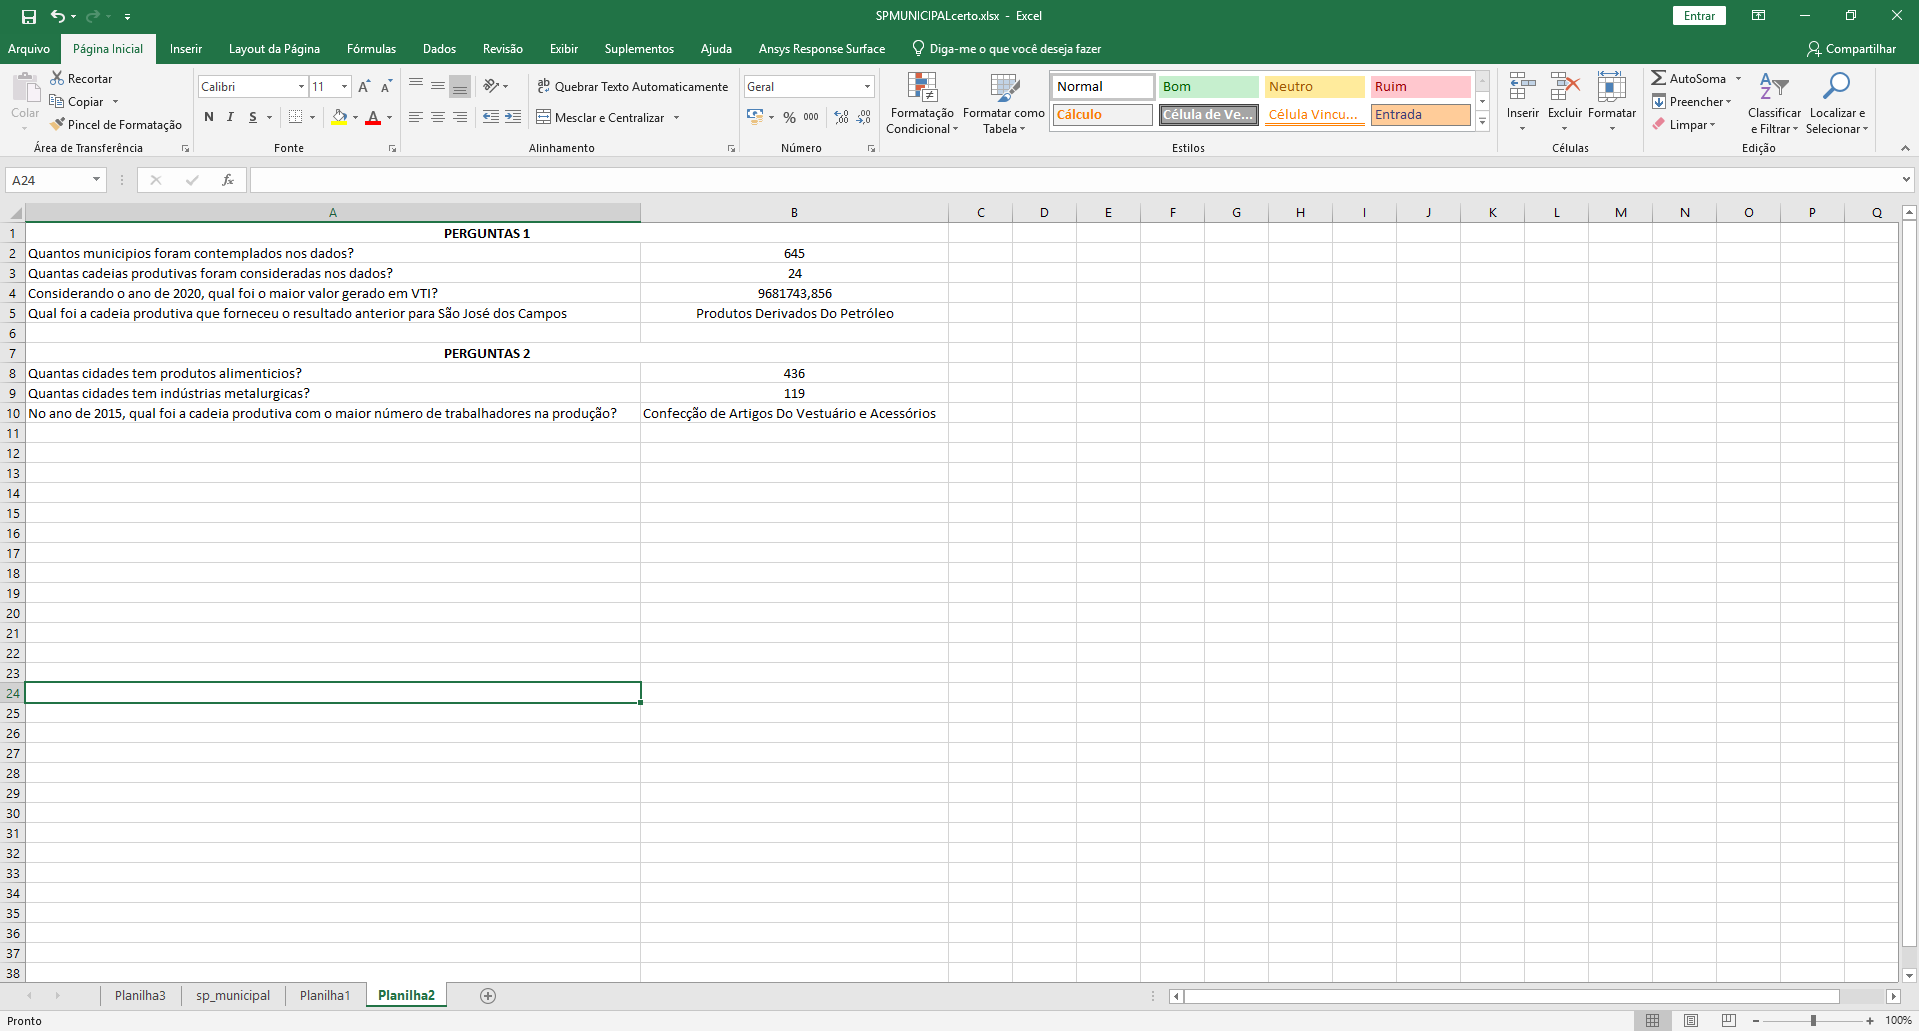 SPMUNICIPALcerto.xlsx - Excel
Entrar
Arquivo Página Inicial Inserir Layout da Página Fórmulas Dados Revisão Exibir Suplementos Ajuda Ansys Response Surface Diga-me o que você deseja fazer Compartilhar
Colar
Recortar
Copiar
Pincel de Formatação
Área de Transferência
Calibri 11
N I S
Fonte
Quebrar Texto Automaticamente
Mesclar e Centralizar
Alinhamento
Geral
% 000
Número
Formatação Condicional
Formatar como Tabela
Normal Bom Neutro Ruim
Cálculo Célula de Ve... Célula Vincu... Entrada
Estilos
Inserir Excluir Formatar
Células
AutoSoma
Preencher
Limpar
Classificar e Filtrar
Localizar e Selecionar
Edição
A24 fx
A B C D E F G H I J K L M N O P Q
1 PERGUNTAS 1
2 Quantos municipios foram contemplados nos dados? 645
3 Quantas cadeias produtivas foram consideradas nos dados? 24
4 Considerando o ano de 2020, qual foi o maior valor gerado em VTI? 9681743,856
5 Qual foi a cadeia produtiva que forneceu o resultado anterior para São José dos Campos Produtos Derivados Do Petróleo
6
7 PERGUNTAS 2
8 Quantas cidades tem produtos alimenticios? 436
9 Quantas cidades tem indústrias metalurgicas? 119
10 No ano de 2015, qual foi a cadeia produtiva com o maior número de trabalhadores na produção? Confecção de Artigos Do Vestuário e Acessórios
11
12
13
14
15
16
17
18
19
20
21
22
23
24
25
26
27
28
29
30
31
32
33
34
35
36
37
38
Planilha3 sp_municipal Planilha1 Planilha2
Pronto
100%